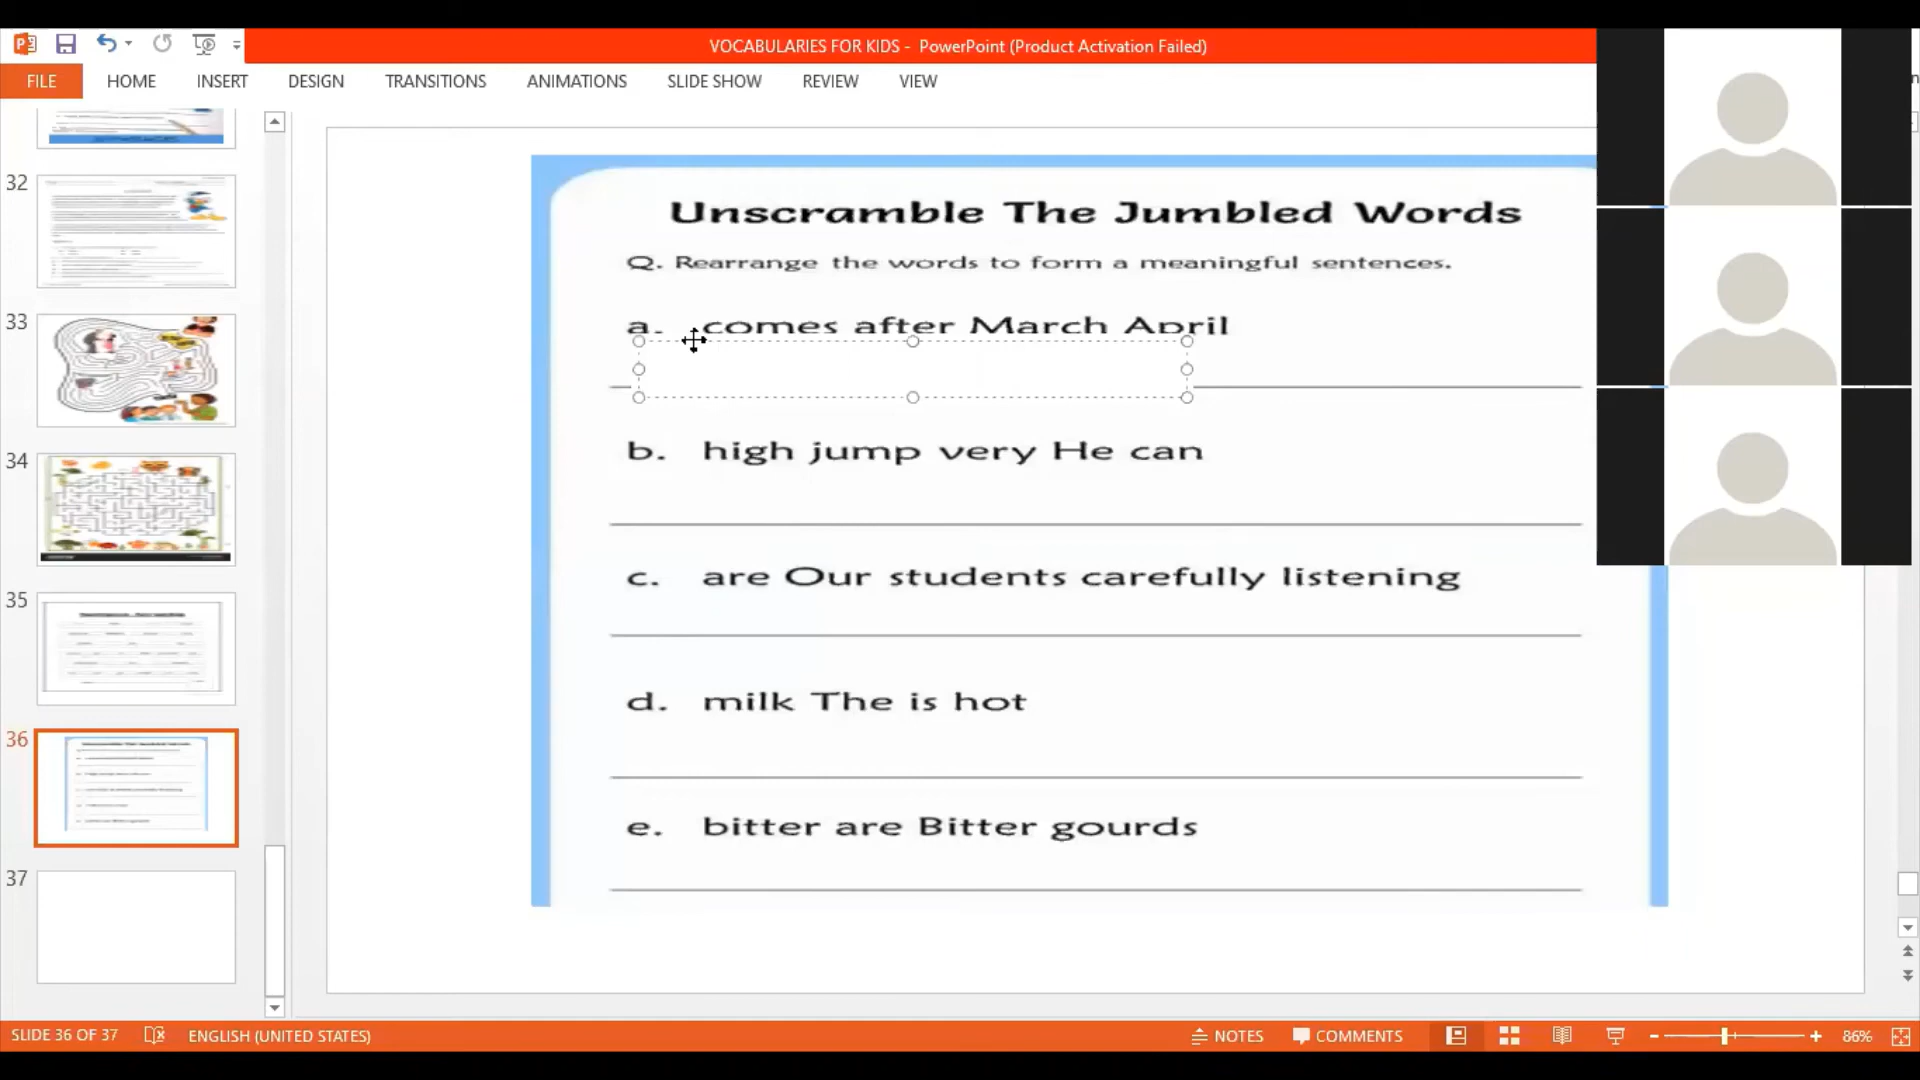 VOCABULARIES FOR KIDS - PowerPoint (Product Activation Failed)
FILE HOME INSERT DESIGN TRANSITIONS ANIMATIONS SLIDE SHOW REVIEW VIEW
32
33
34
35
36
37
Unscramble The Jumbled Words
Q. Rearrange the words to form a meaningful sentences.
a. comes after March April
b. high jump very He can
c. are Our students carefully listening
d. milk The is hot
e. bitter are Bitter gourds
SLIDE 36 OF 37 ENGLISH (UNITED STATES) NOTES COMMENTS 86%